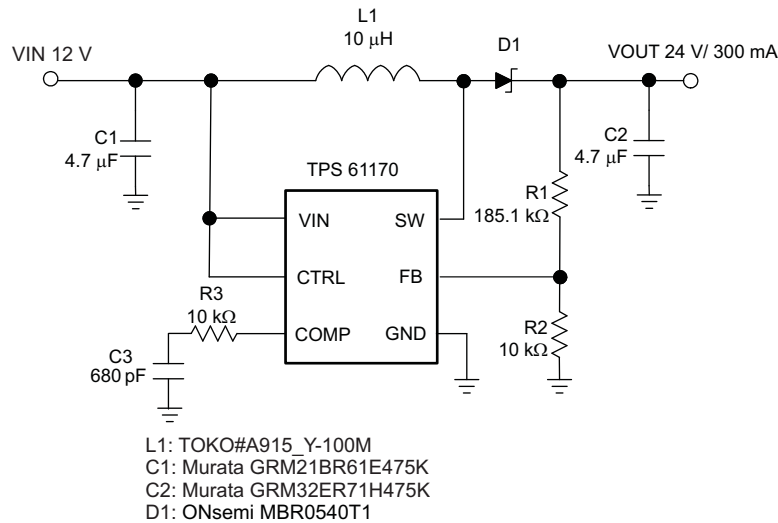 L1
10 μH
D1
VIN 12 V
VOUT 24 V/ 300 mA
C1
4.7 μF
C2
4.7 μF
TPS 61170
R1
185.1 kΩ
VIN
SW
CTRL
FB
R3
10 kΩ
COMP
GND
R2
10 kΩ
C3
680 pF
L1: TOKO#A915_Y-100M
C1: Murata GRM21BR61E475K
C2: Murata GRM32ER71H475K
D1: ONsemi MBR0540T1